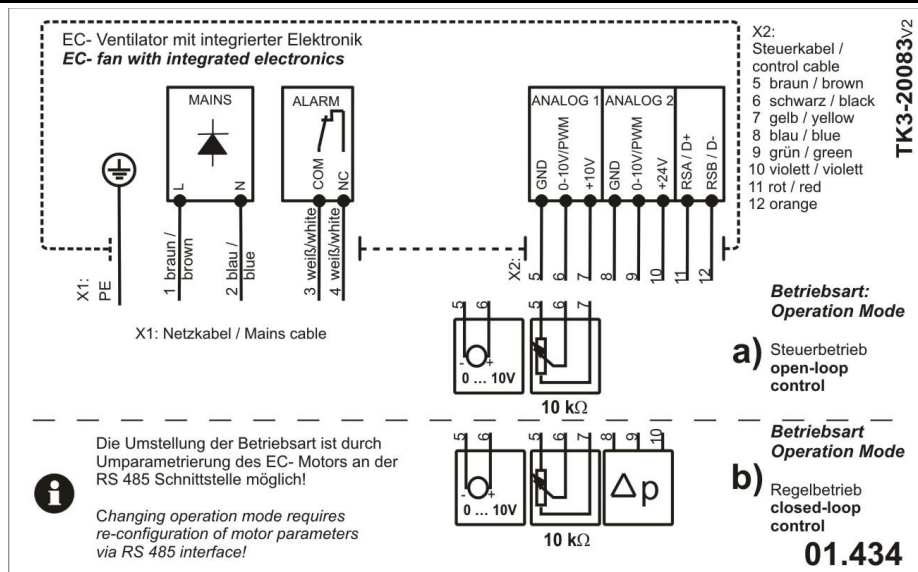 EC- Ventilator mit integrierter Elektronik
EC- fan with integrated electronics
MAINS
L
N
ALARM
COM
NC
ANALOG 1
ANALOG 2
GND
0-10V/PWM
+10V
GND
0-10V/PWM
+24V
RSA / D+
RSB / D-
X2:
Steuerkabel /
control cable
5 braun / brown
6 schwarz / black
7 gelb / yellow
8 blau / blue
9 grün / green
10 violett / violett
11 rot / red
12 orange
TK3-20083V2
X1:
PE
1 braun /
brown
2 blau /
blue
3 weiß/white
4 weiß/white
X2:
5
6
7
8
9
10
11
12
X1: Netzkabel / Mains cable
5
6
- +
0 ... 10V
5
6
7
10 kΩ
Betriebsart:
Operation Mode
a) Steuerbetrieb
open-loop
control
i
Die Umstellung der Betriebsart ist durch
Umparametrierung des EC- Motors an der
RS 485 Schnittstelle möglich!
Changing operation mode requires
re-configuration of motor parameters
via RS 485 interface!
5
6
- +
0 ... 10V
5
6
7
10 kΩ
8
9
10
Δp
Betriebsart
Operation Mode
b) Regelbetrieb
closed-loop
control
01.434